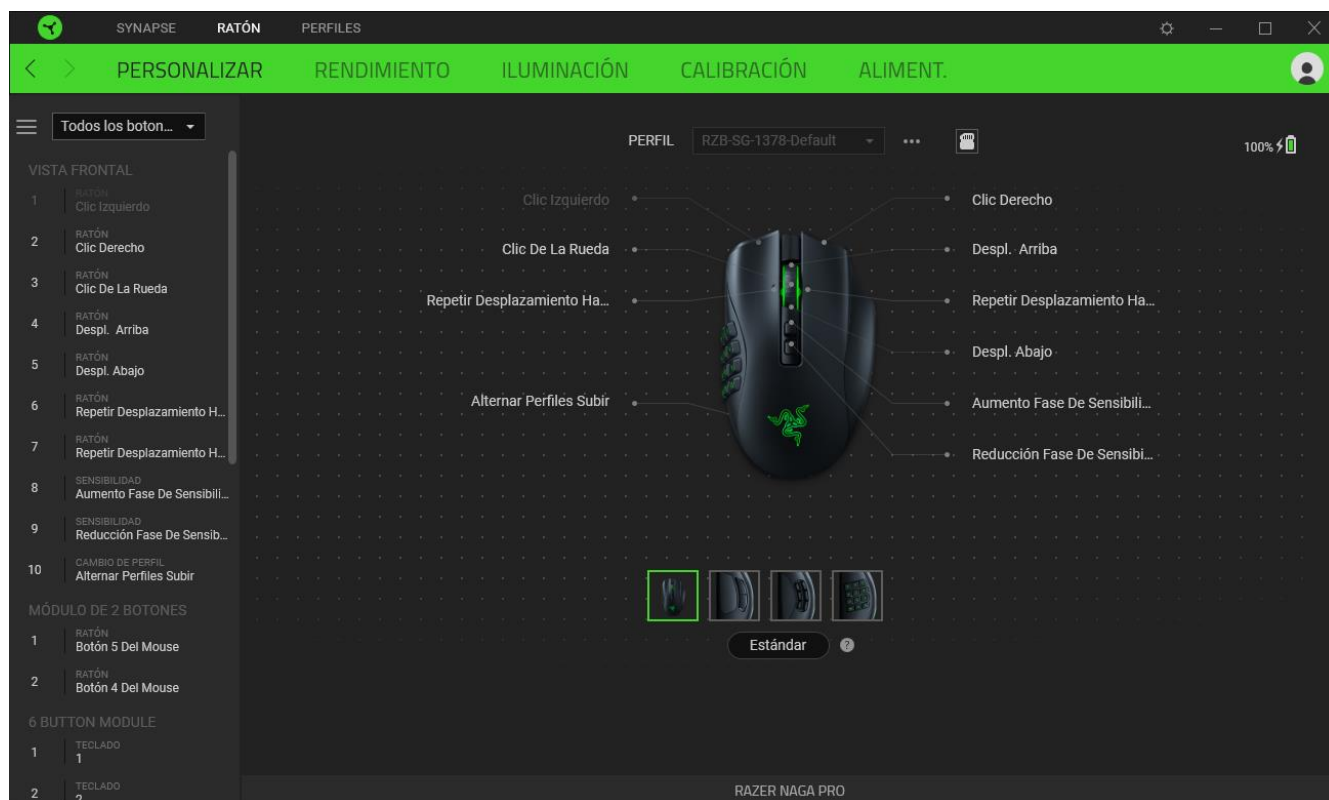 SYNAPSE RATÓN PERFILES
PERSONALIZAR RENDIMIENTO ILUMINACIÓN CALIBRACIÓN ALIMENT.
Todos los boton...
PERFIL RZB-SG-1378-Default
100%
VISTA FRONTAL
1 RATÓN
Clic Izquierdo
2 RATÓN
Clic Derecho
3 RATÓN
Clic De La Rueda
4 RATÓN
Despl. Arriba
5 RATÓN
Despl. Abajo
6 RATÓN
Repetir Desplazamiento H...
7 RATÓN
Repetir Desplazamiento H...
8 SENSIBILIDAD
Aumento Fase De Sensibili...
9 SENSIBILIDAD
Reducción Fase De Sensib...
10 CAMBIO DE PERFIL
Alternar Perfiles Subir
MÓDULO DE 2 BOTONES
1 RATÓN
Botón 5 Del Mouse
2 RATÓN
Botón 4 Del Mouse
6 BUTTON MODULE
1 TECLADO
1
2 TECLADO
2
Clic Izquierdo
Clic De La Rueda
Repetir Desplazamiento Ha...
Alternar Perfiles Subir
Clic Derecho
Despl. Arriba
Repetir Desplazamiento Ha...
Despl. Abajo
Aumento Fase De Sensibili...
Reducción Fase De Sensibi...
Estándar ?
RAZER NAGA PRO